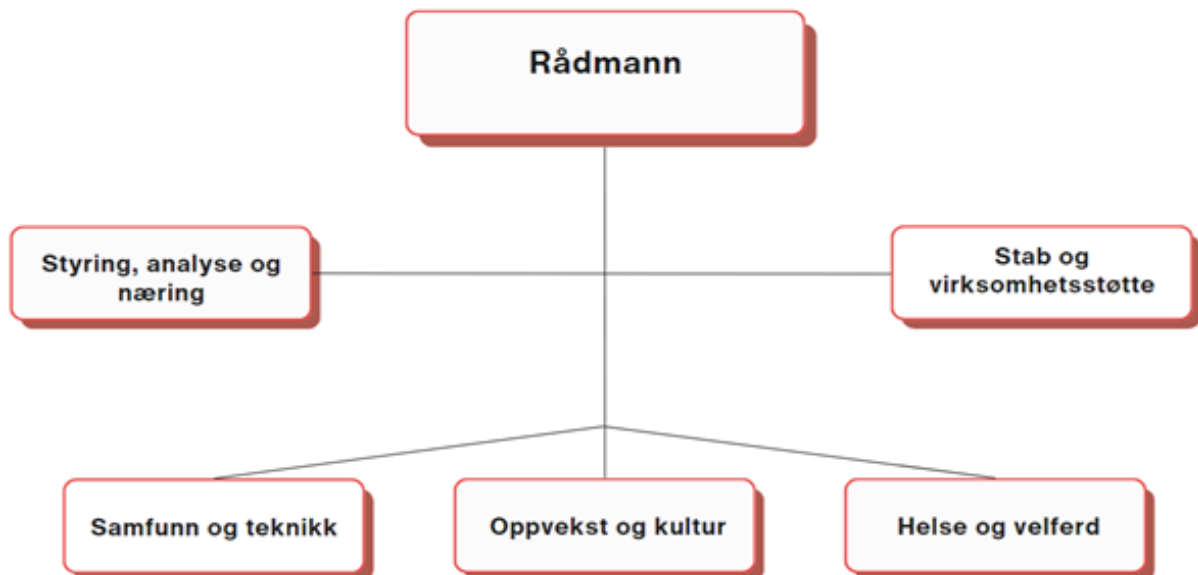 Rådmann
Styring, analyse og
næring
Stab og
virksomhetsstøtte
Samfunn og teknikk
Oppvekst og kultur
Helse og velferd